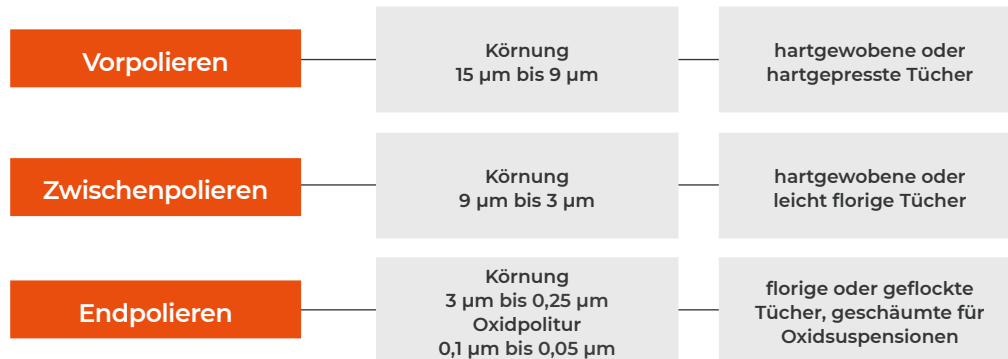 Vorpolieren
Körnung
15 µm bis 9 µm
hartgewobene oder
hartgepresste Tücher
Zwischenpolieren
Körnung
9 µm bis 3 µm
hartgewobene oder
leicht florige Tücher
Endpolieren
Körnung
3 µm bis 0,25 µm
Oxidpolitur
0,1 µm bis 0,05 µm
florige oder geflockte
Tücher, geschäumte für
Oxidsuspensionen